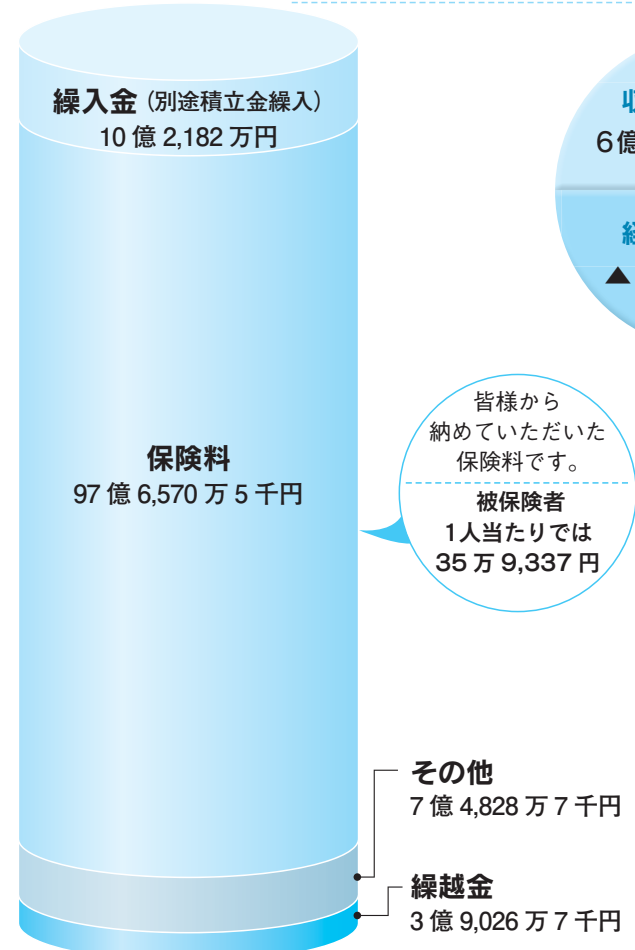 繰入金（別途積立金繰入）
10億2,182万円
6億
▲
保険料
97億6,570万5千円
皆様から
納めていただいた
保険料です。
被保険者
1人当たりでは
35万9,337円
その他
7億4,828万7千円
繰越金
3億9,026万7千円